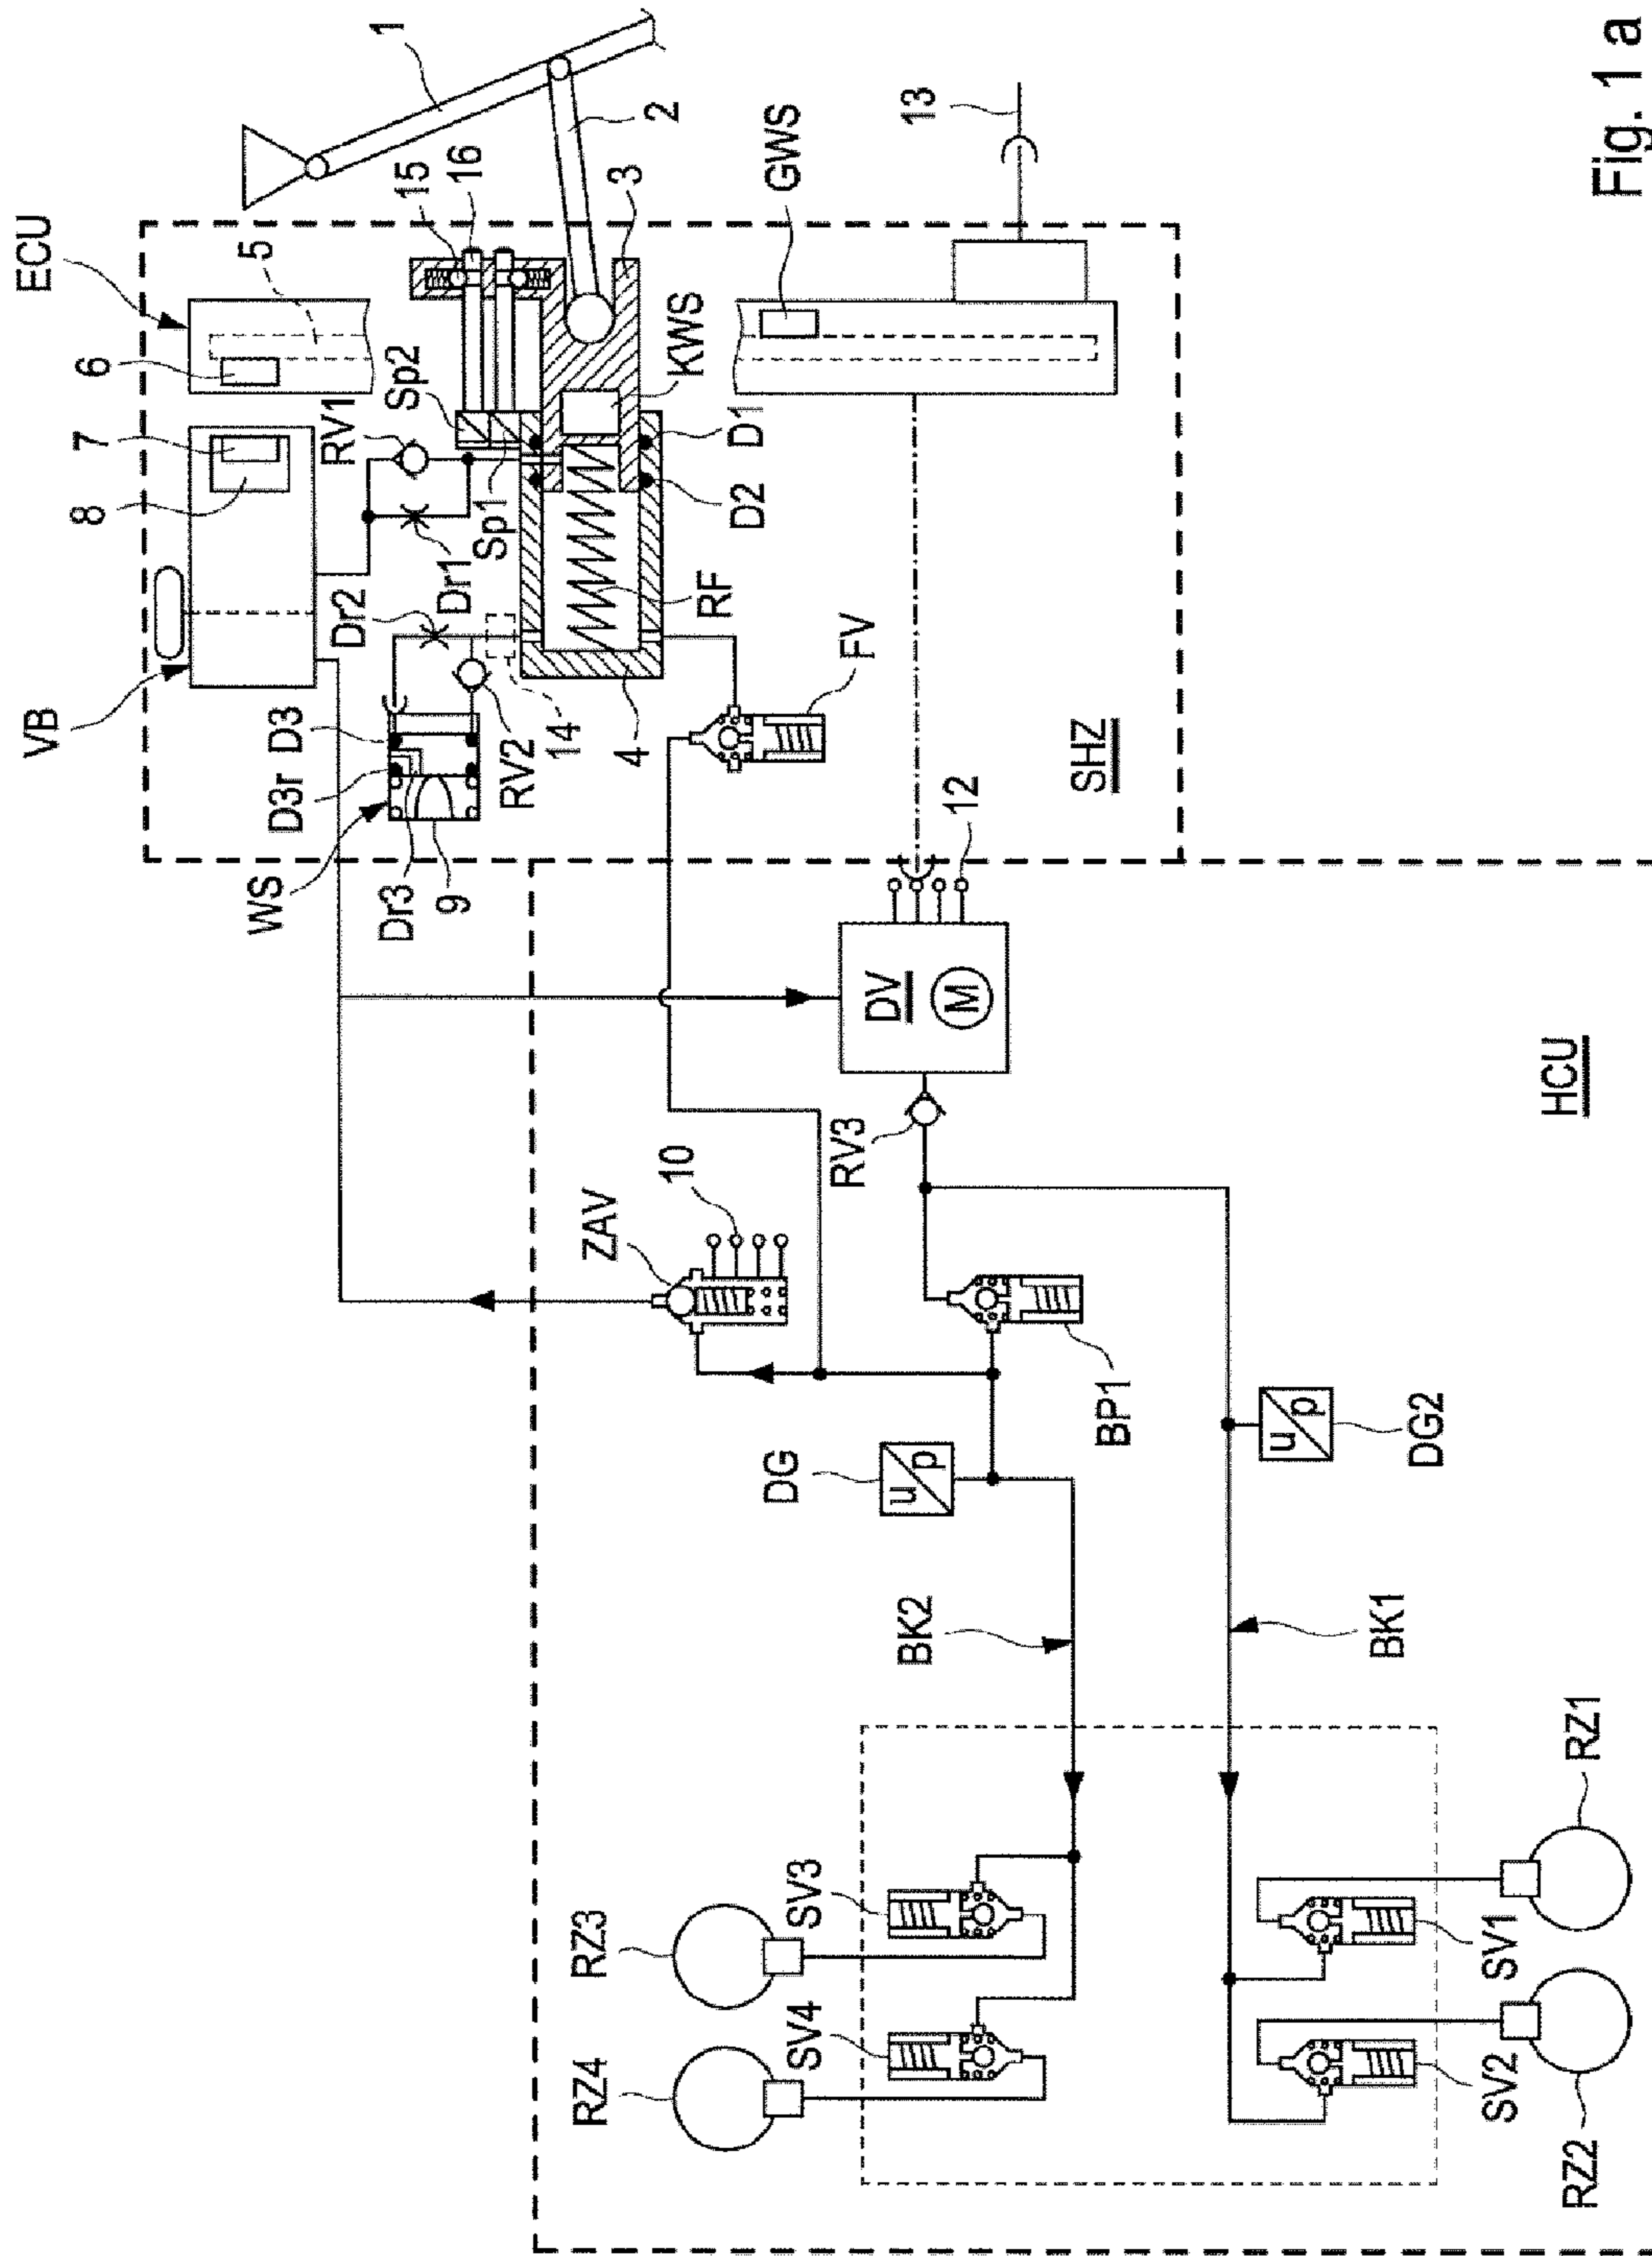 ECU
1
5
6
15
16
2
GWS
13
3
7
8
RV1
Sp2
KWS
Sp1
D1
D2
Dr1
Dr2
RF
VB
D3
D3r
RV2
14
4
FV
SHZ
WS
Dr3
9
12
DV
M
HCU
RV3
10
ZAV
BP1
DG
u
p
DG2
u
p
BK2
BK1
RZ3
SV3
RZ4
SV4
SV1
RZ1
SV2
RZ2
Fig. 1 a